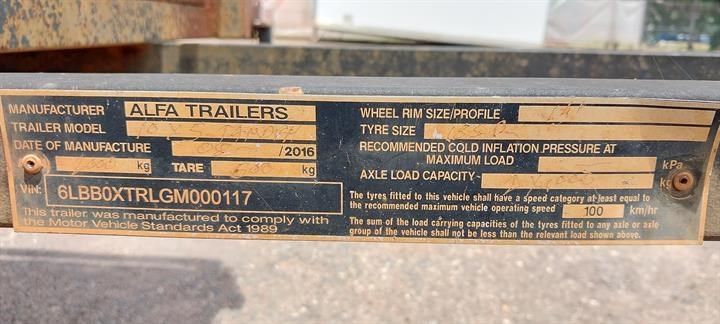 MANUFACTURER ALFA TRAILERS
TRAILER MODEL
DATE OF MANUFACTURE /2016
kg TARE kg
VIN: 6LBB0XTRLGM000117
This trailer was manufactured to comply with
the Motor Vehicle Standards Act 1989
WHEEL RIM SIZE/PROFILE
TYRE SIZE
RECOMMENDED COLD INFLATION PRESSURE AT
MAXIMUM LOAD kPa
AXLE LOAD CAPACITY kg
The tyres fitted to this vehicle shall have a speed category at least equal to
the recommended maximum vehicle operating speed 100 km/hr
The sum of the load carrying capacities of the tyres fitted to any axle or axle
group of the vehicle shall not be less than the relevant load shown above.